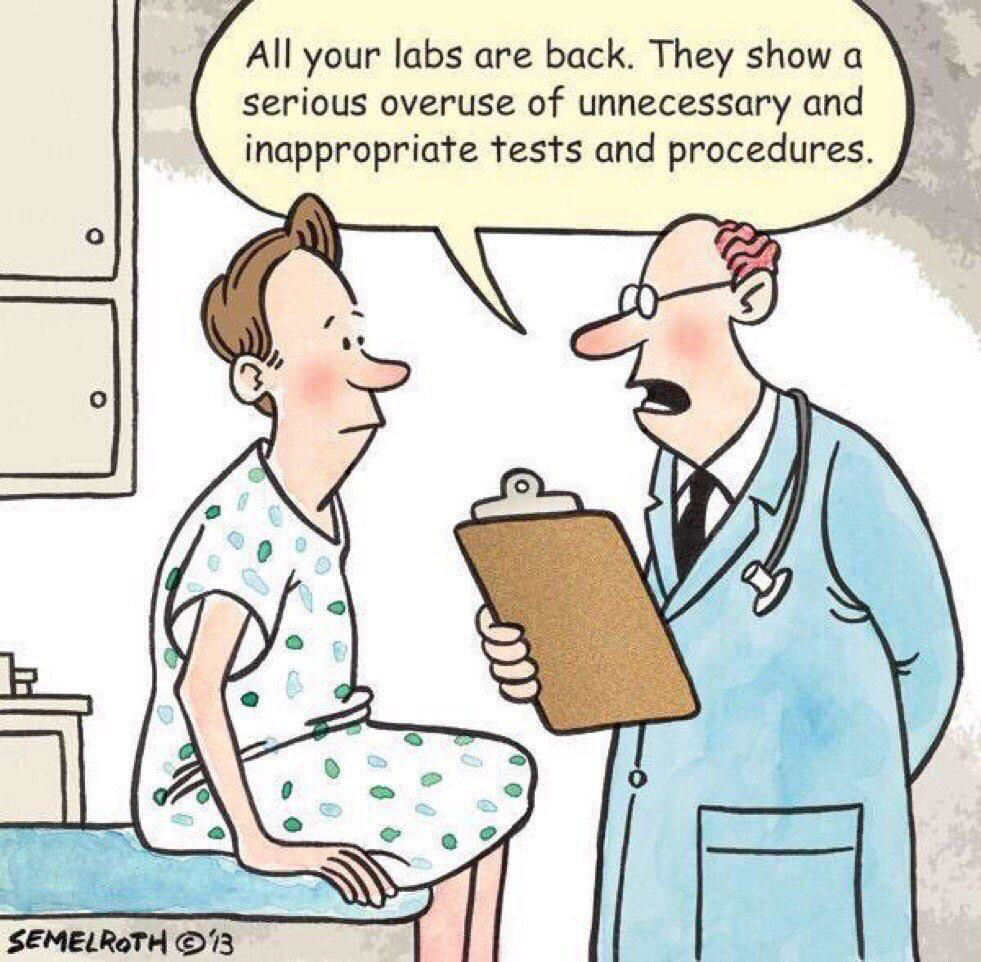 All your labs are back. They show a
serious overuse of unnecessary and
inappropriate tests and procedures.
SEMELROTH ©'13